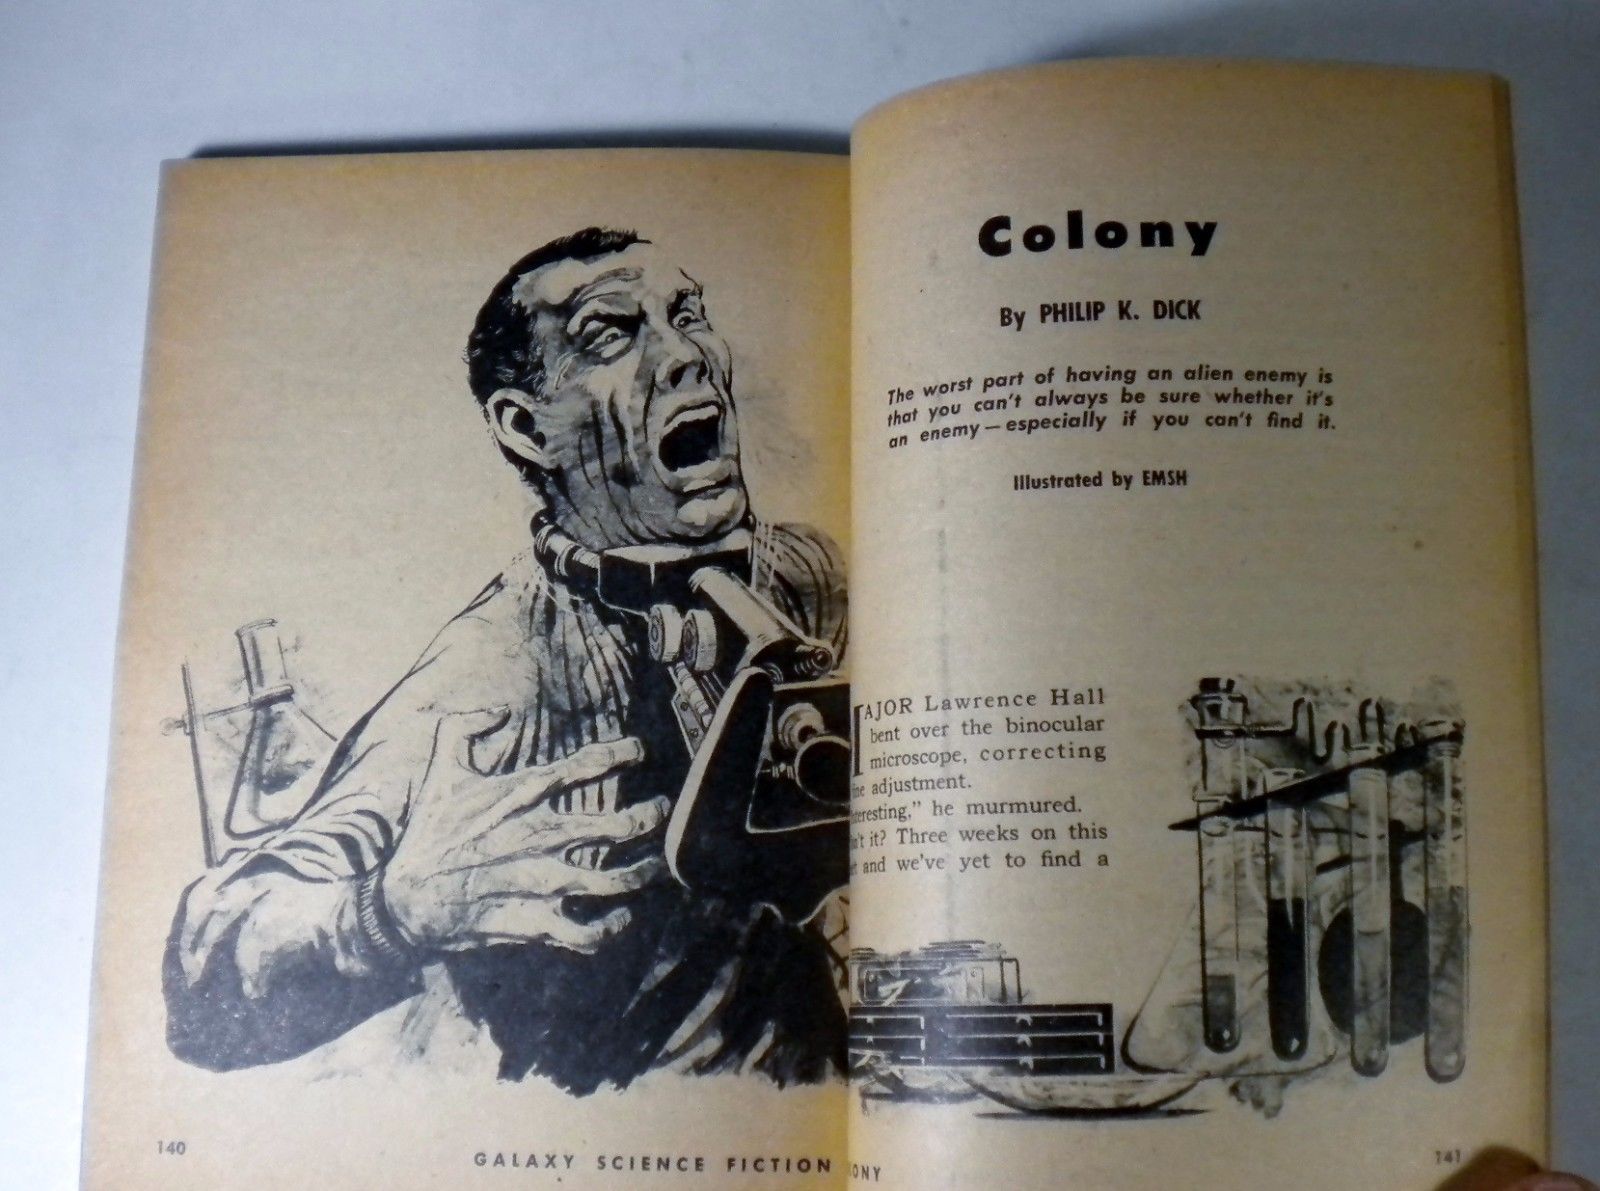 Colony
By PHILIP K. DICK
The worst part of having an alien enemy is
that you can't always be sure whether it's
an enemy—especially if you can't find it.
Illustrated by EMSH
AJOR Lawrence Hall
bent over the binocular
microscope, correcting
adjustment.
he murmured.
it? Three weeks on this
and we've yet to find a
140
GALAXY SCIENCE FICTION
ONY
141